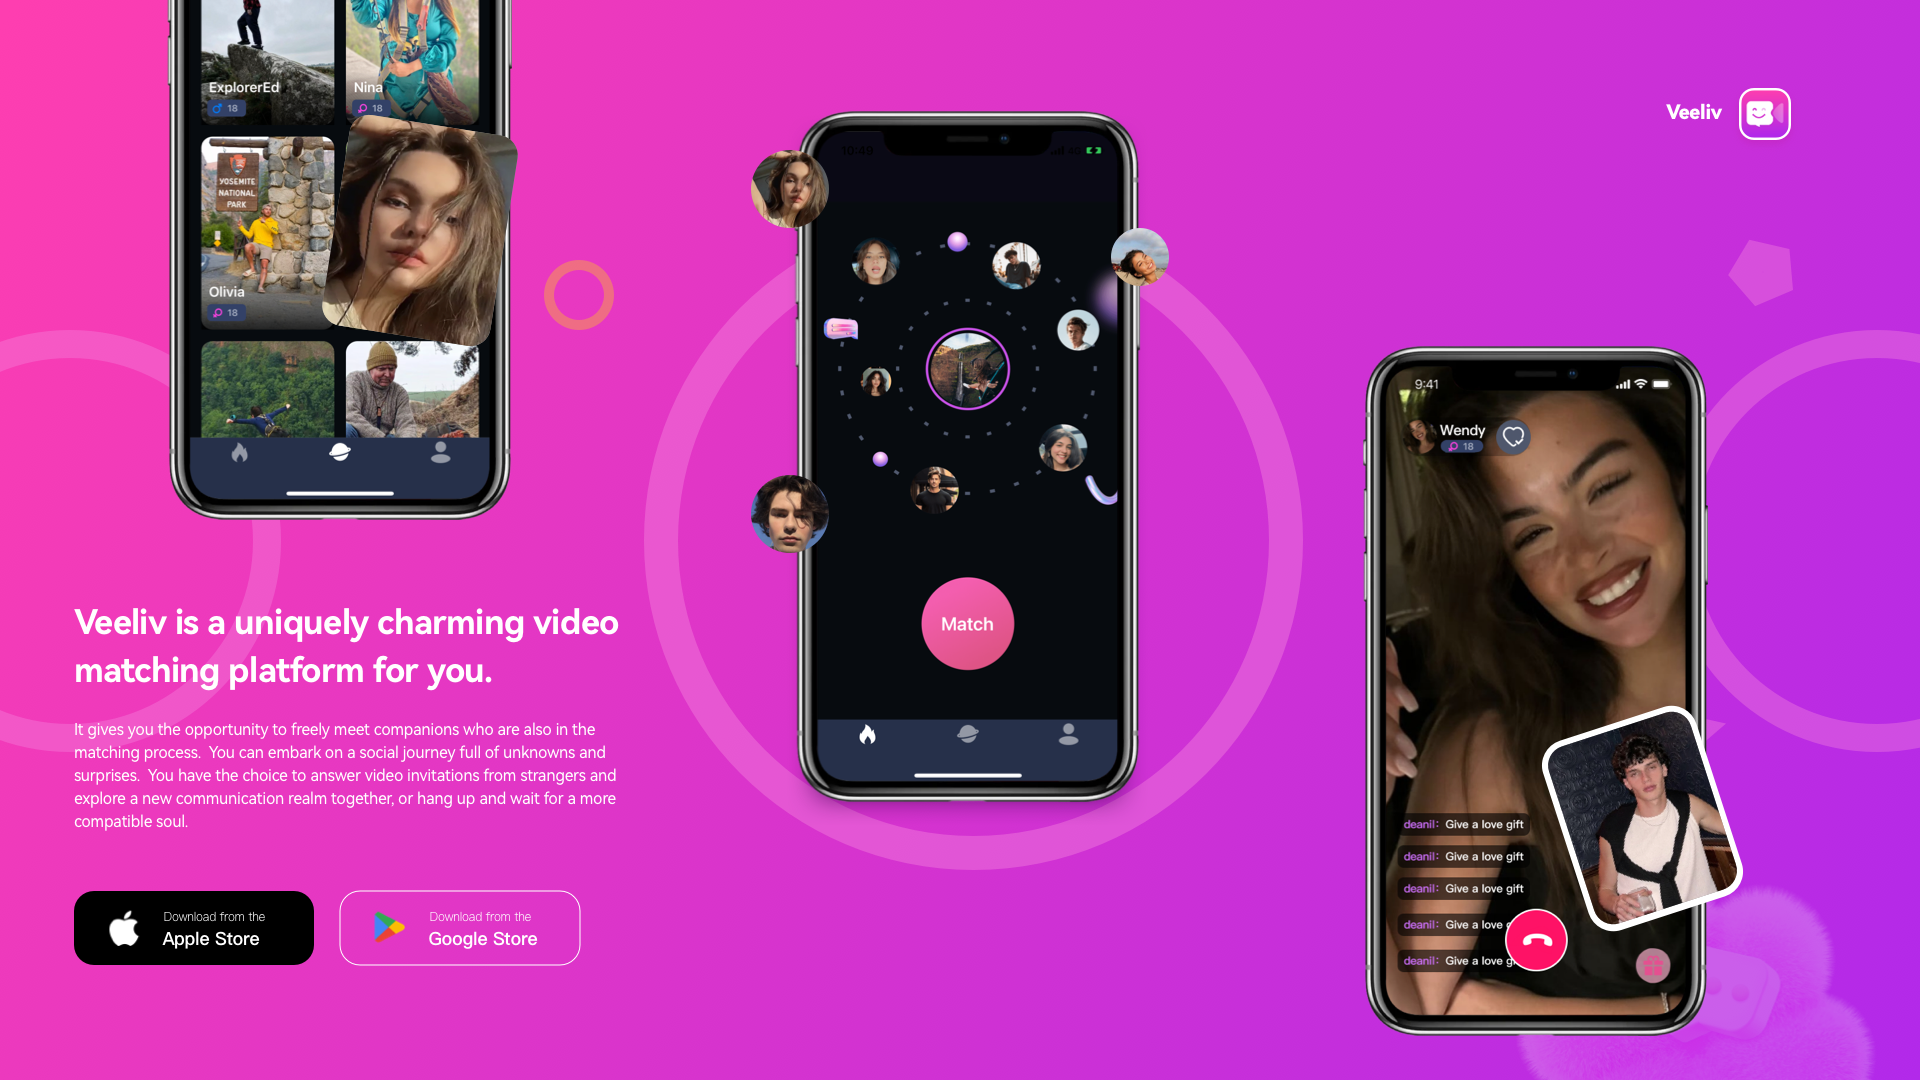 ExplorerEd
18
Nina
18
YOSEMITE
NATIONAL
PARK
Olivia
18
Veeliv is a uniquely charming video
matching platform for you.
It gives you the opportunity to freely meet companions who are also in the
matching process. You can embark on a social journey full of unknowns and
surprises. You have the choice to answer video invitations from strangers and
explore a new communication realm together, or hang up and wait for a more
compatible soul.
Download from the
Apple Store
Download from the
Google Store
10:49
4G
Match
Veeliv
9:41
Wendy
18
deanil: Give a love gift
deanil: Give a love gift
deanil: Give a love gift
deanil: Give a love
deanil: Give a love g